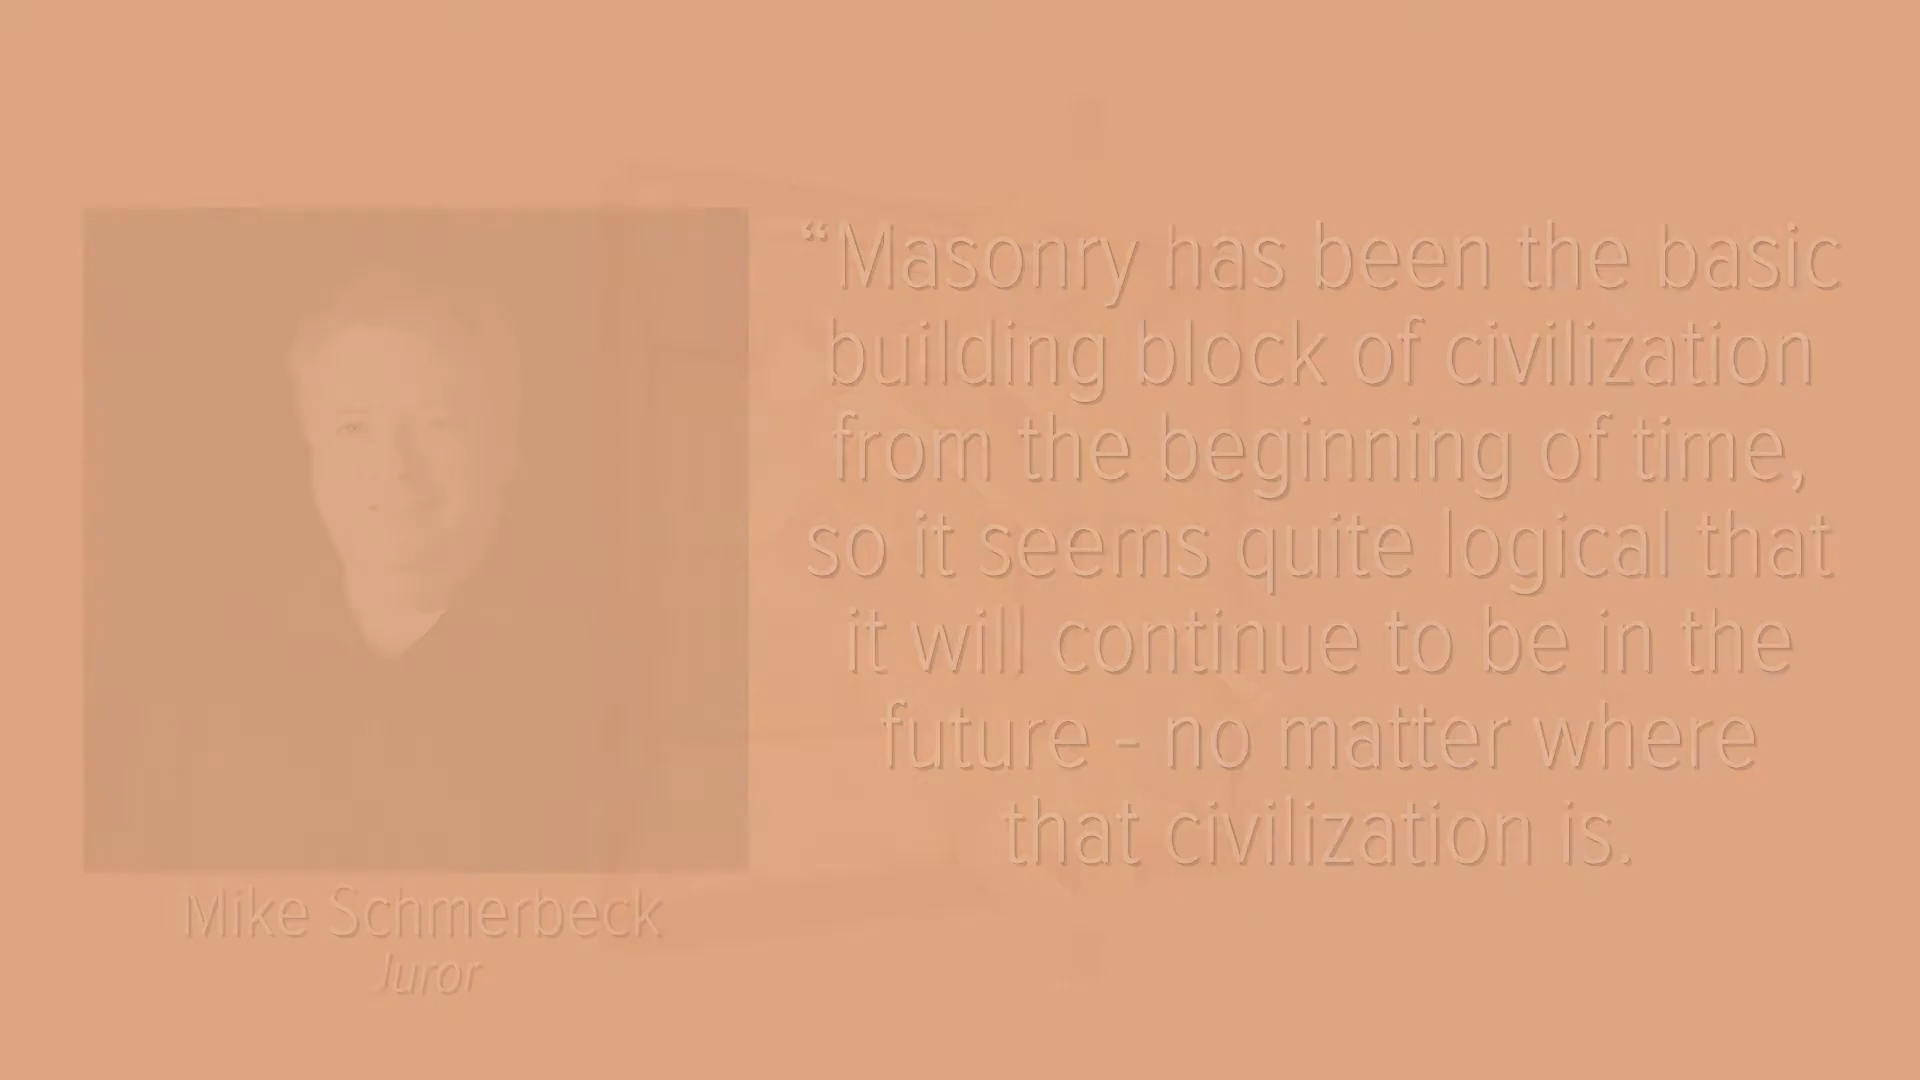 “Masonry has been the basic
building block of civilization
from the beginning of time,
so it seems quite logical that
it will continue to be in the
future - no matter where
that civilization is.
Mike Schmerbeck
Juror